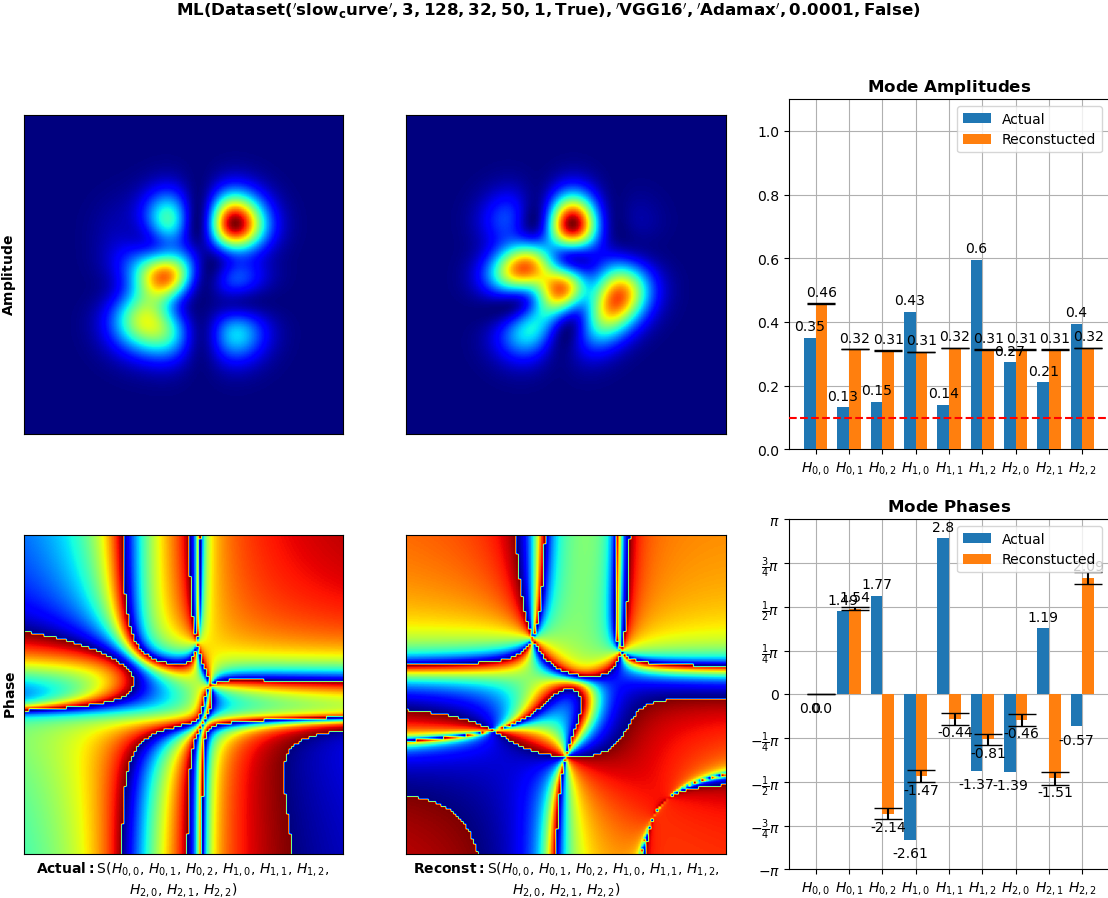 ML(Dataset('slow_curve', 3, 128, 32, 50, 1, True), 'VGG16', 'Adamax', 0.0001, False)
Amplitude
Mode Amplitudes
Actual
Reconstucted
1.0
0.8
0.6
0.4
0.2
0.0
0.35 0.13 0.15 0.43 0.14 0.6 0.27 0.21 0.4
0.46 0.32 0.31 0.31 0.32 0.31 0.31 0.31 0.32
H0,0 H0,1 H0,2 H1,0 H1,1 H1,2 H2,0 H2,1 H2,2
Phase
Mode Phases
Actual
Reconstucted
π
3/4π
1/2π
1/4π
0
−1/4π
−1/2π
−3/4π
−π
0.0 1.49 1.77 -2.61 2.8 -1.37 -1.39 1.19 -0.57
0.0 1.54 -2.14 -1.47 -0.44 -0.81 -0.46 -1.51 2.09
H0,0 H0,1 H0,2 H1,0 H1,1 H1,2 H2,0 H2,1 H2,2
Actual: S(H0,0, H0,1, H0,2, H1,0, H1,1, H1,2,
H2,0, H2,1, H2,2)
Reconst: S(H0,0, H0,1, H0,2, H1,0, H1,1, H1,2,
H2,0, H2,1, H2,2)